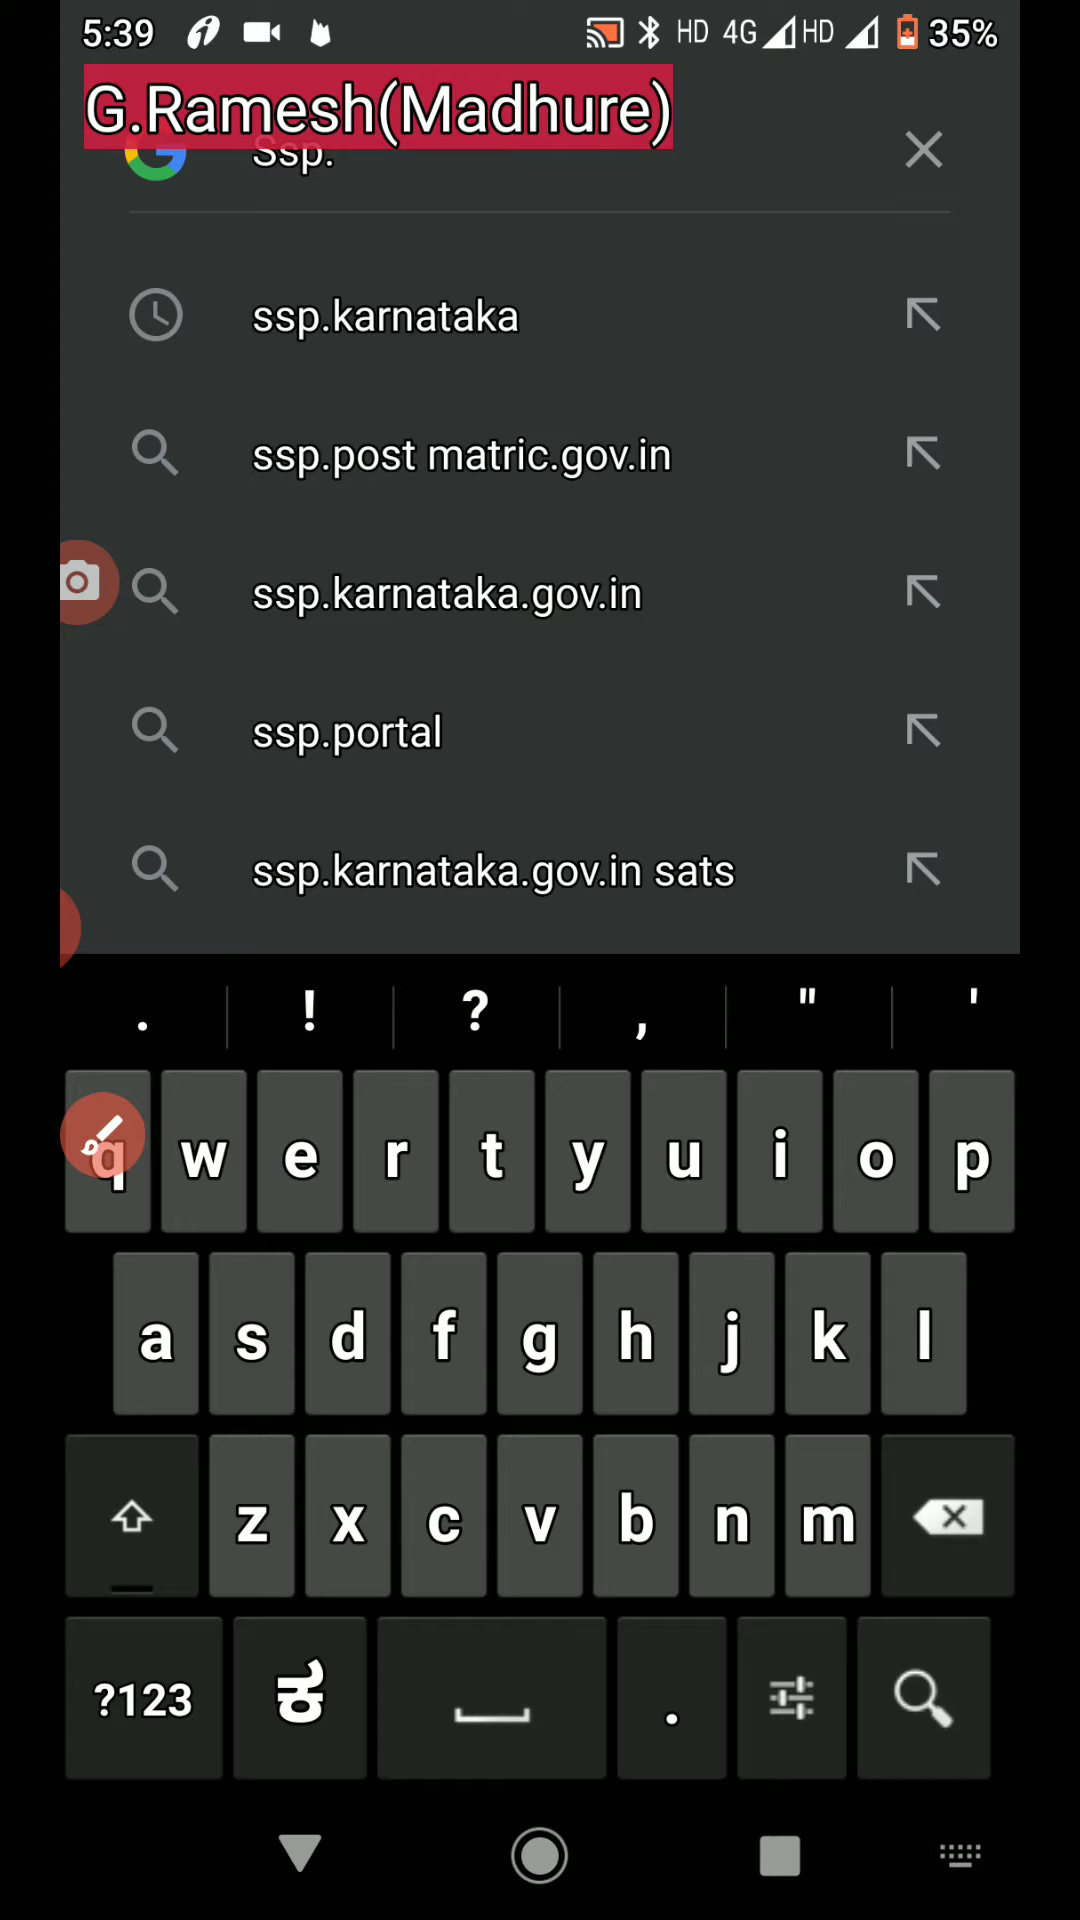 5:39 HD 4G HD 35%
G.Ramesh(Madhure)
Ssp.
ssp.karnataka
ssp.post matric.gov.in
ssp.karnataka.gov.in
ssp.portal
ssp.karnataka.gov.in sats
. ! ? , " '
q w e r t y u i o p
a s d f g h j k l
z x c v b n m
?123 ಕ .